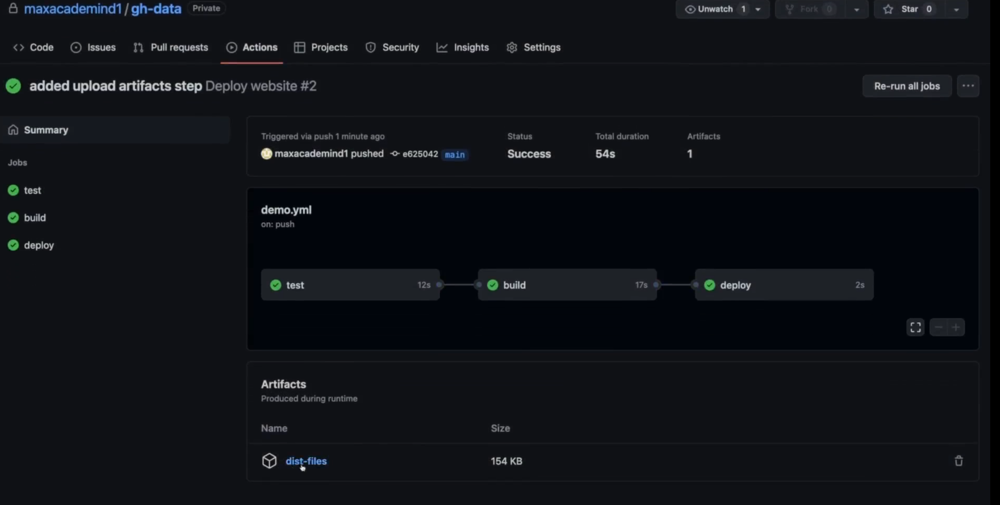 maxacademind1 / gh-data Private Unwatch 1 Fork 0 Star 0
Code Issues Pull requests Actions Projects Security Insights Settings
added upload artifacts step Deploy website #2 Re-run all jobs ...
Summary
Jobs
test
build
deploy
Triggered via push 1 minute ago Status Total duration Artifacts
maxacademind1 pushed e625042 main Success 54s 1
demo.yml
on: push
test 12s build 17s deploy 2s
Artifacts
Produced during runtime
Name Size
dist-files 154 KB